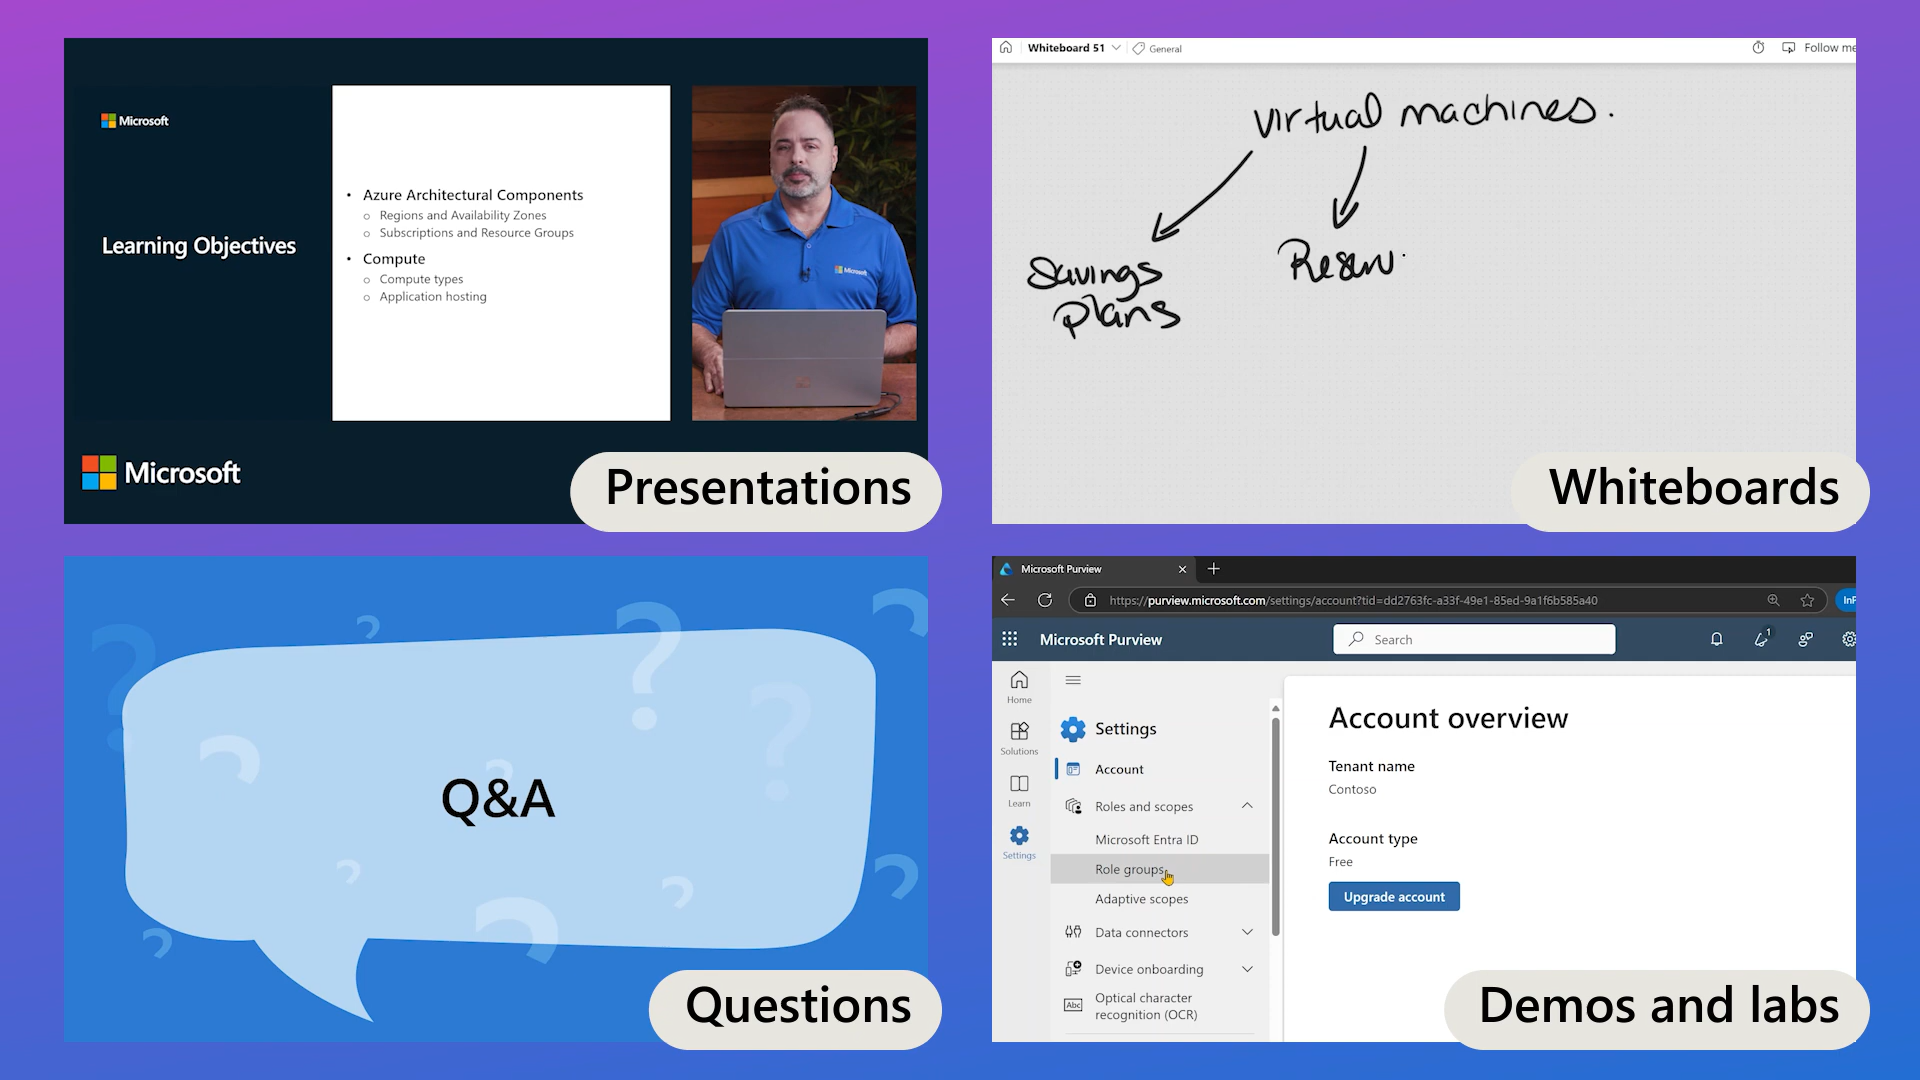 Microsoft
Learning Objectives
• Azure Architectural Components
o Regions and Availability Zones
o Subscriptions and Resource Groups
• Compute
o Compute types
o Application hosting
Microsoft
Microsoft
Presentations
Whiteboard 51
General
Follow me
virtual machines.
Savings
plans
Reserv
Whiteboards
Q&A
Questions
Microsoft Purview
https://purview.microsoft.com/settings/account?tid=dd2763fc-a33f-49e1-85ed-9a1f6b585a40
InP
Microsoft Purview
Search
1
Home
Solutions
Learn
Settings
Settings
Account
Roles and scopes
Microsoft Entra ID
Role groups
Adaptive scopes
Data connectors
Device onboarding
Abc
Optical character
recognition (OCR)
Account overview
Tenant name
Contoso
Account type
Free
Upgrade account
Demos and labs